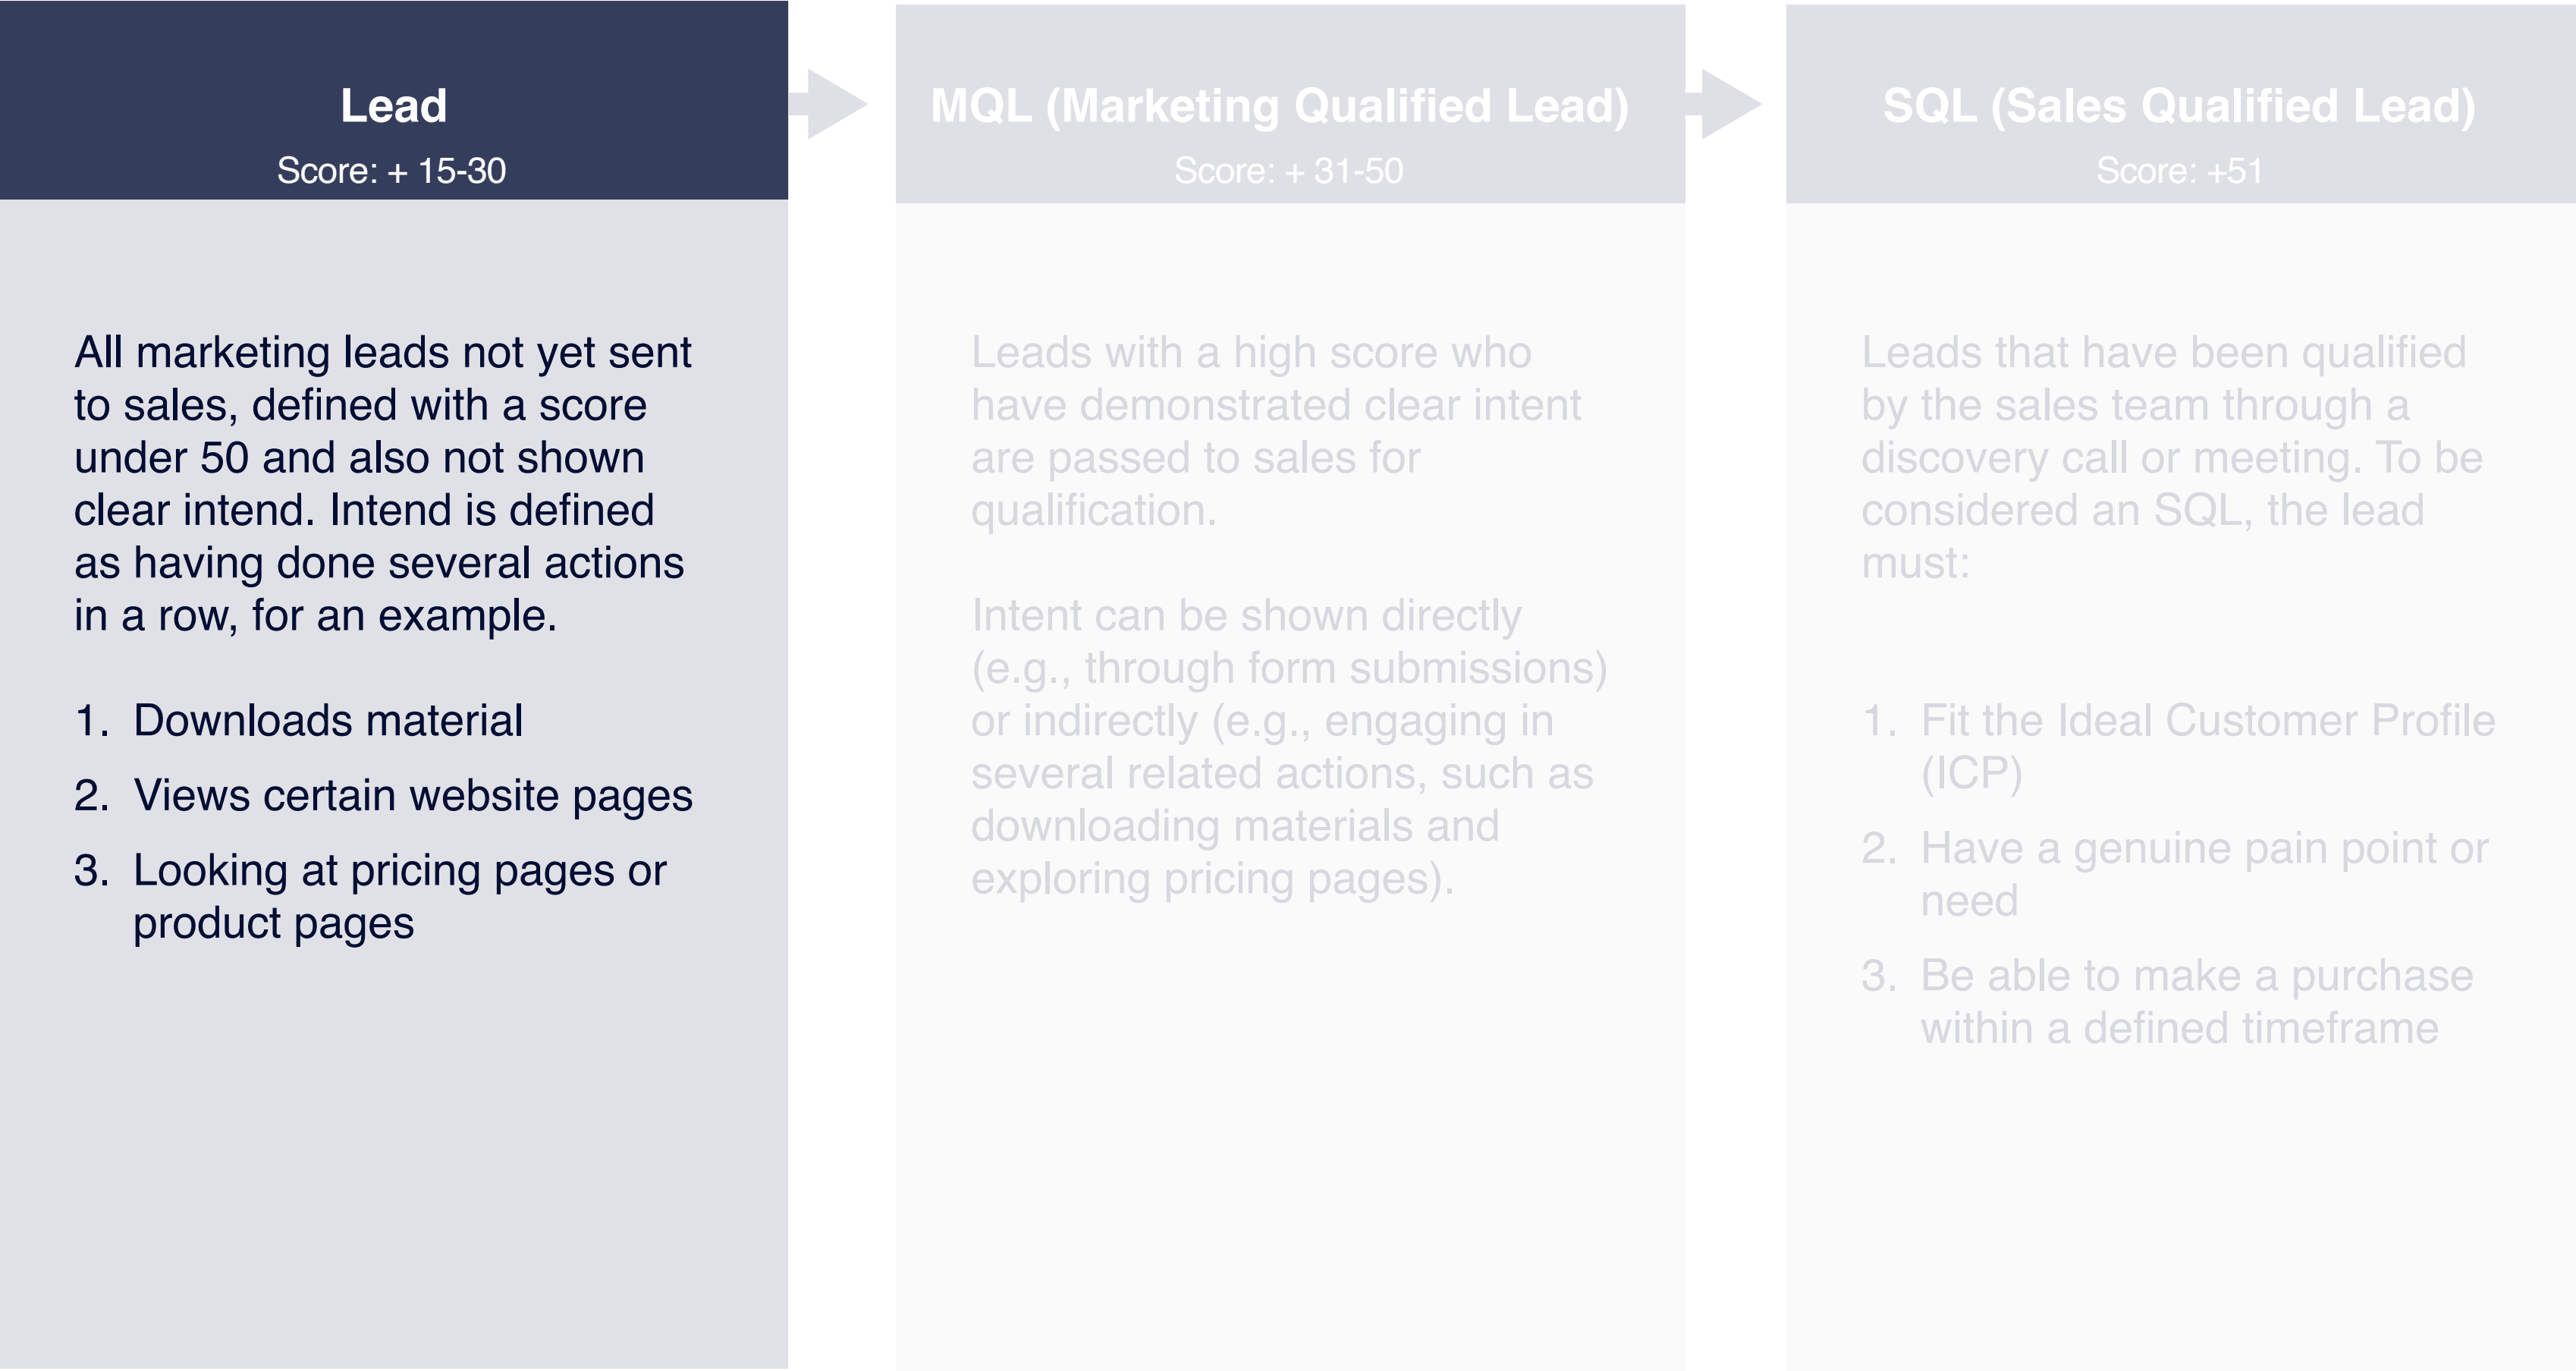 Lead
Score: + 15-30
All marketing leads not yet sent
to sales, defined with a score
under 50 and also not shown
clear intend. Intend is defined
as having done several actions
in a row, for an example.
1. Downloads material
2. Views certain website pages
3. Looking at pricing pages or
product pages
MQL (Marketing Qualified Lead)
Score: + 31-50
Leads with a high score who
have demonstrated clear intent
are passed to sales for
qualification.
Intent can be shown directly
(e.g., through form submissions)
or indirectly (e.g., engaging in
several related actions, such as
downloading materials and
exploring pricing pages).
SQL (Sales Qualified Lead)
Score: +51
Leads that have been qualified
by the sales team through a
discovery call or meeting. To be
considered an SQL, the lead
must:
1. Fit the Ideal Customer Profile
(ICP)
2. Have a genuine pain point or
need
3. Be able to make a purchase
within a defined timeframe